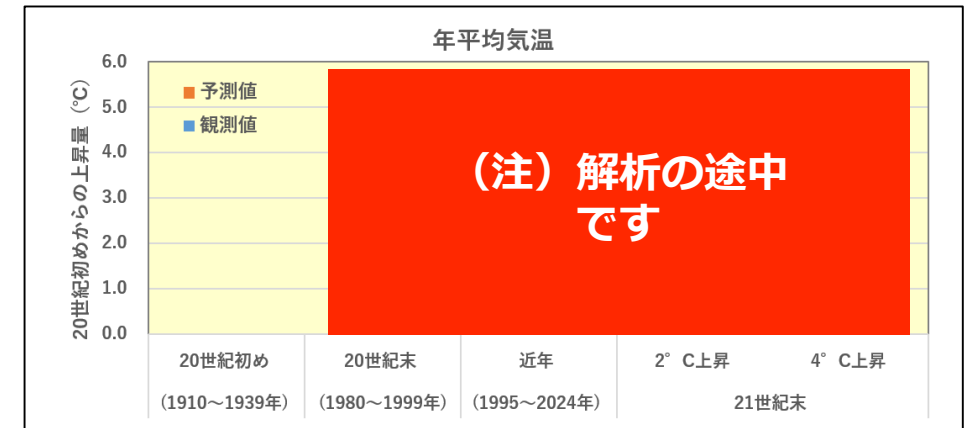 年平均気温
20世紀初めからの上昇量（℃）
6.0
5.0
4.0
3.0
2.0
1.0
0.0
予測値
観測値
（注）解析の途中
です
20世紀初め
20世紀末
近年
2°C上昇
4°C上昇
（1910～1939年）
（1980～1999年）
（1995～2024年）
21世紀末